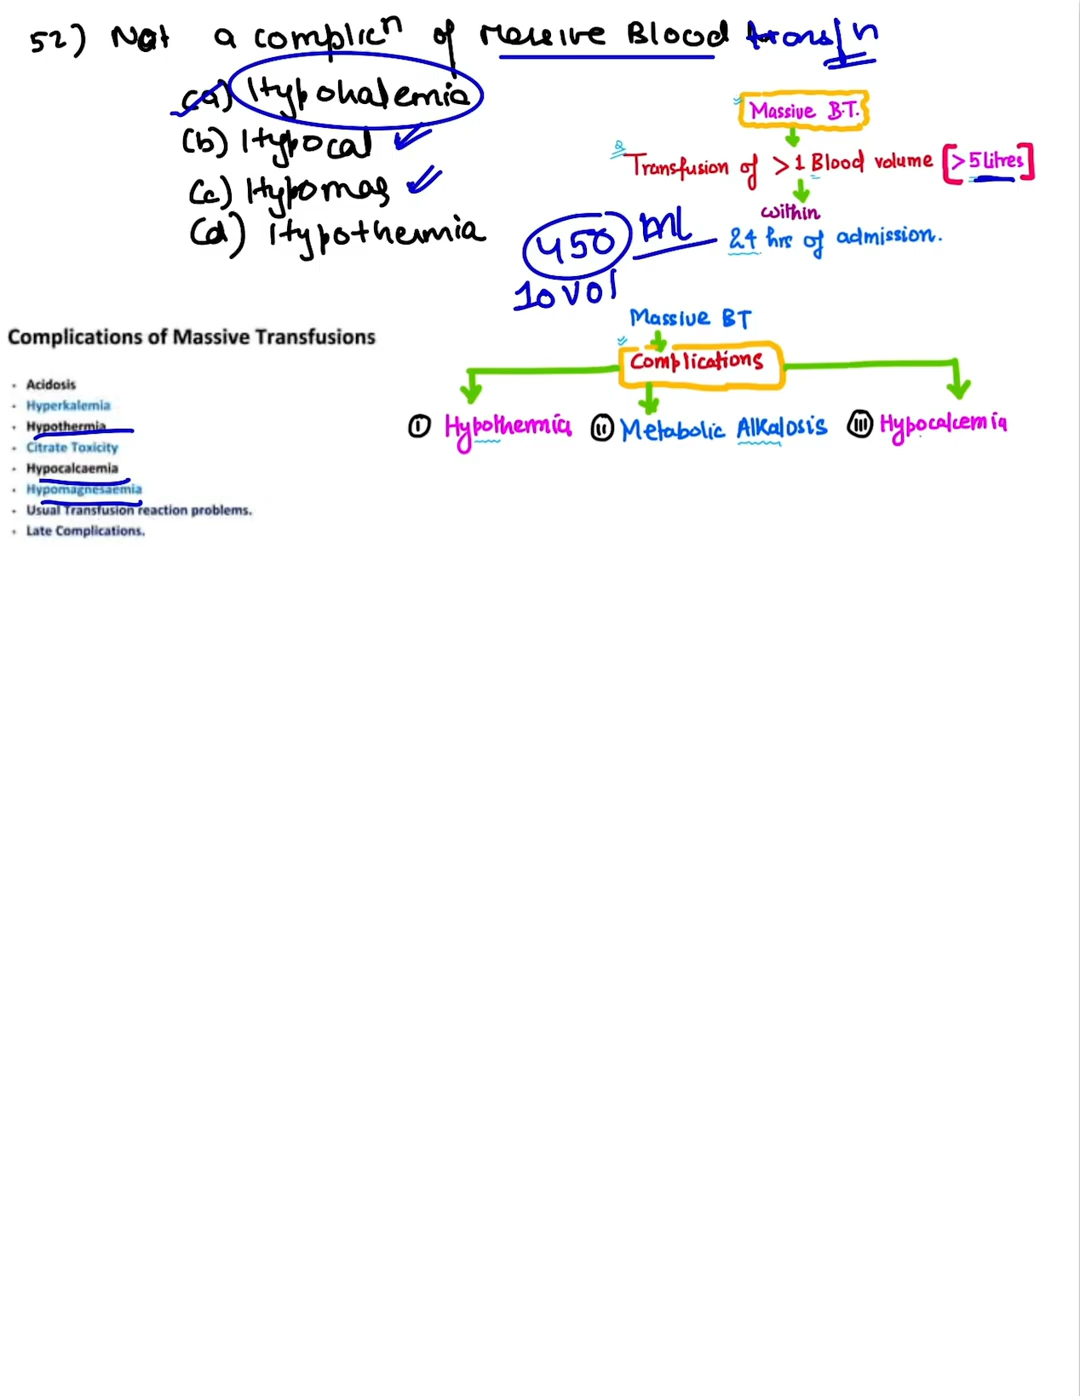 52) Not a complicⁿ of Massive Blood transfn
(a) Hypokalemia
(b) Hypocal
(c) Hypomag
(d) Hypothermia
Massive B.T.
Transfusion of >1 Blood volume [>5 litres]
within
24 hrs of admission.
450 ml
10 vol
Complications of Massive Transfusions
• Acidosis
• Hyperkalemia
• Hypothermia
• Citrate Toxicity
• Hypocalcaemia
• Hypomagnesaemia
• Usual Transfusion reaction problems.
• Late Complications.
Massive BT
Complications
(i) Hypothermia (ii) Metabolic Alkalosis (iii) Hypocalcemia